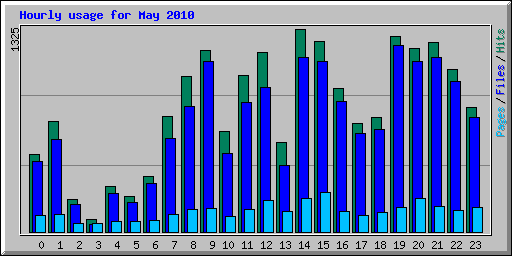 Hourly usage for May 2010
1325
Pages / Files / Hits
0 1 2 3 4 5 6 7 8 9 10 11 12 13 14 15 16 17 18 19 20 21 22 23